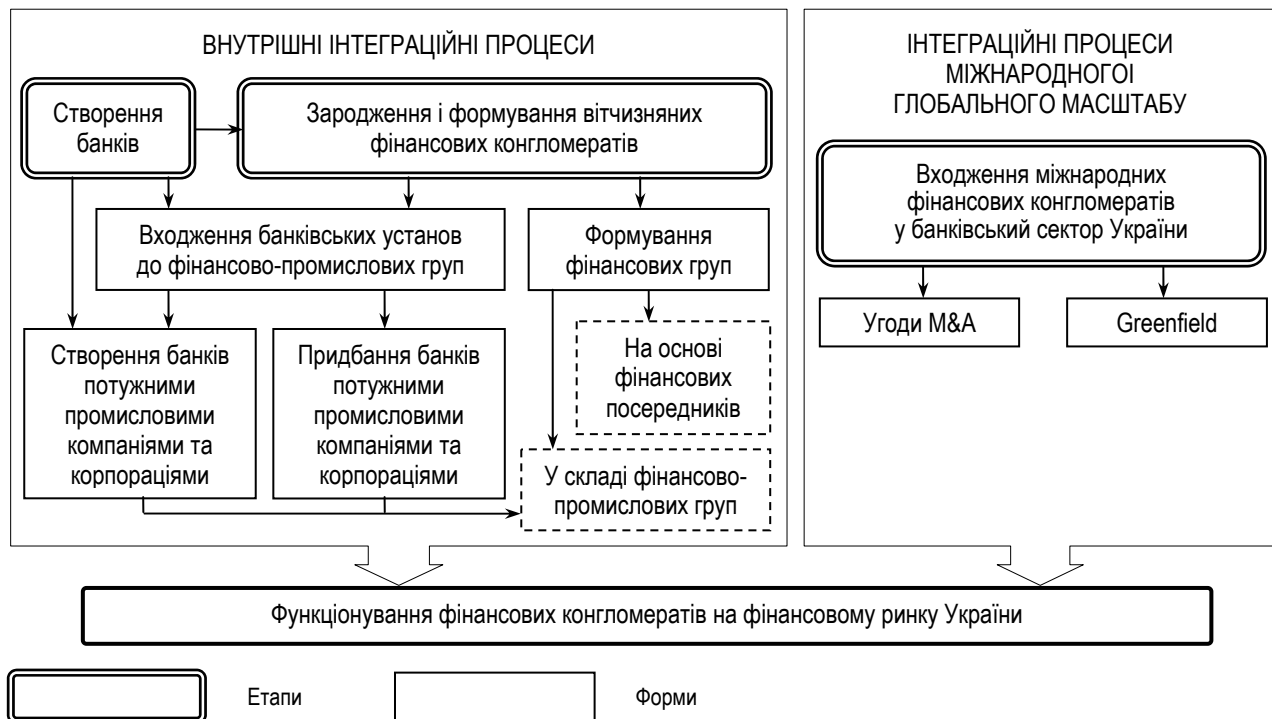 ВНУТРІШНІ ІНТЕГРАЦІЙНІ ПРОЦЕСИ
Створення
банків
Зародження і формування вітчизняних
фінансових конгломератів
Входження банківських установ
до фінансово-промислових груп
Формування
фінансових груп
Створення банків
потужними
промисловими
компаніями та
корпораціями
Придбання банків
потужними
промисловими
компаніями та
корпораціями
На основі
фінансових
посередників
У складі фінансово-
промислових груп
ІНТЕГРАЦІЙНІ ПРОЦЕСИ
МІЖНАРОДНОГОІ
ГЛОБАЛЬНОГО МАСШТАБУ
Входження міжнародних
фінансових конгломератів
у банківський сектор України
Угоди M&A
Greenfield
Функціонування фінансових конгломератів на фінансовому ринку України
Етапи
Форми